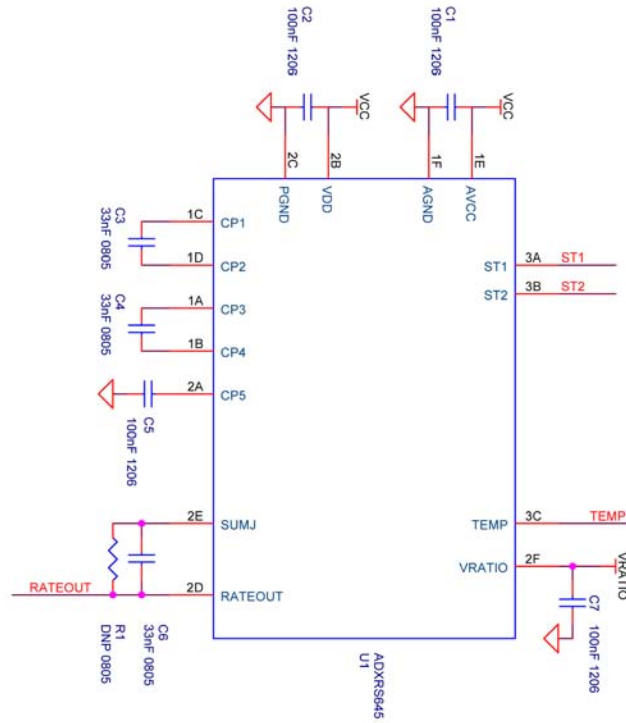 C2
100nF 1206
C1
100nF 1206
VCC
VCC
2C
2B
1F
1E
PGND
VDD
AGND
AVCC
C3
33nF 0805
1C
CP1
1D
CP2
ST1
3A
ST1
ST2
3B
ST2
C4
33nF 0805
1A
CP3
1B
CP4
2A
CP5
C5
100nF 1206
2E
SUMJ
TEMP
3C
TEMP
VRATIO
2F
VRATIO
RATEOUT
2D
RATEOUT
R1
DNP 0805
C6
33nF 0805
C7
100nF 1206
ADXRS645
U1